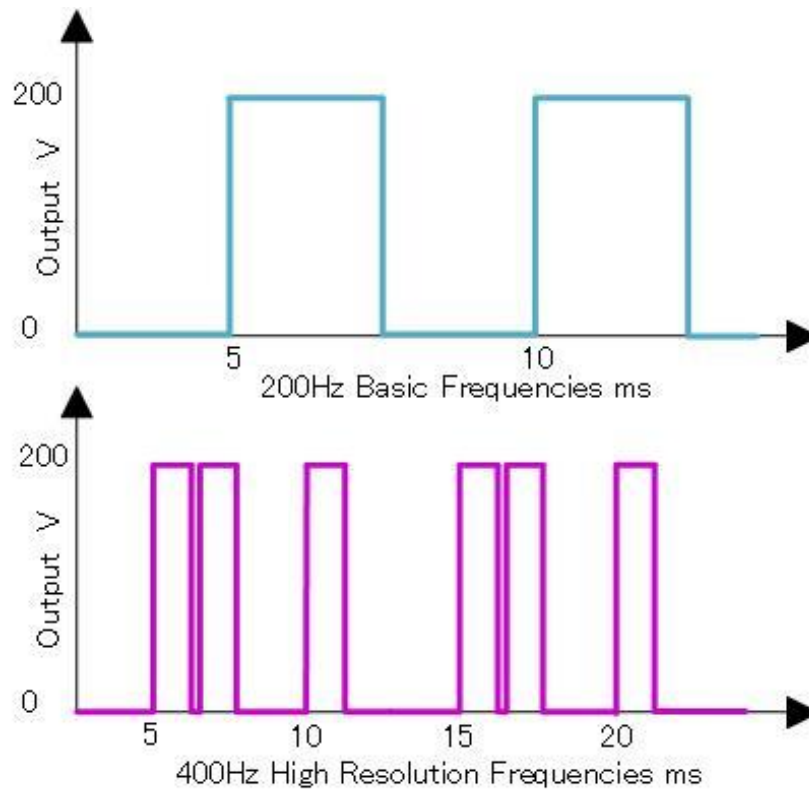 200
Output V
0
5 10
200Hz Basic Frequencies ms
200
Output V
0
5 10 15 20
400Hz High Resolution Frequencies ms